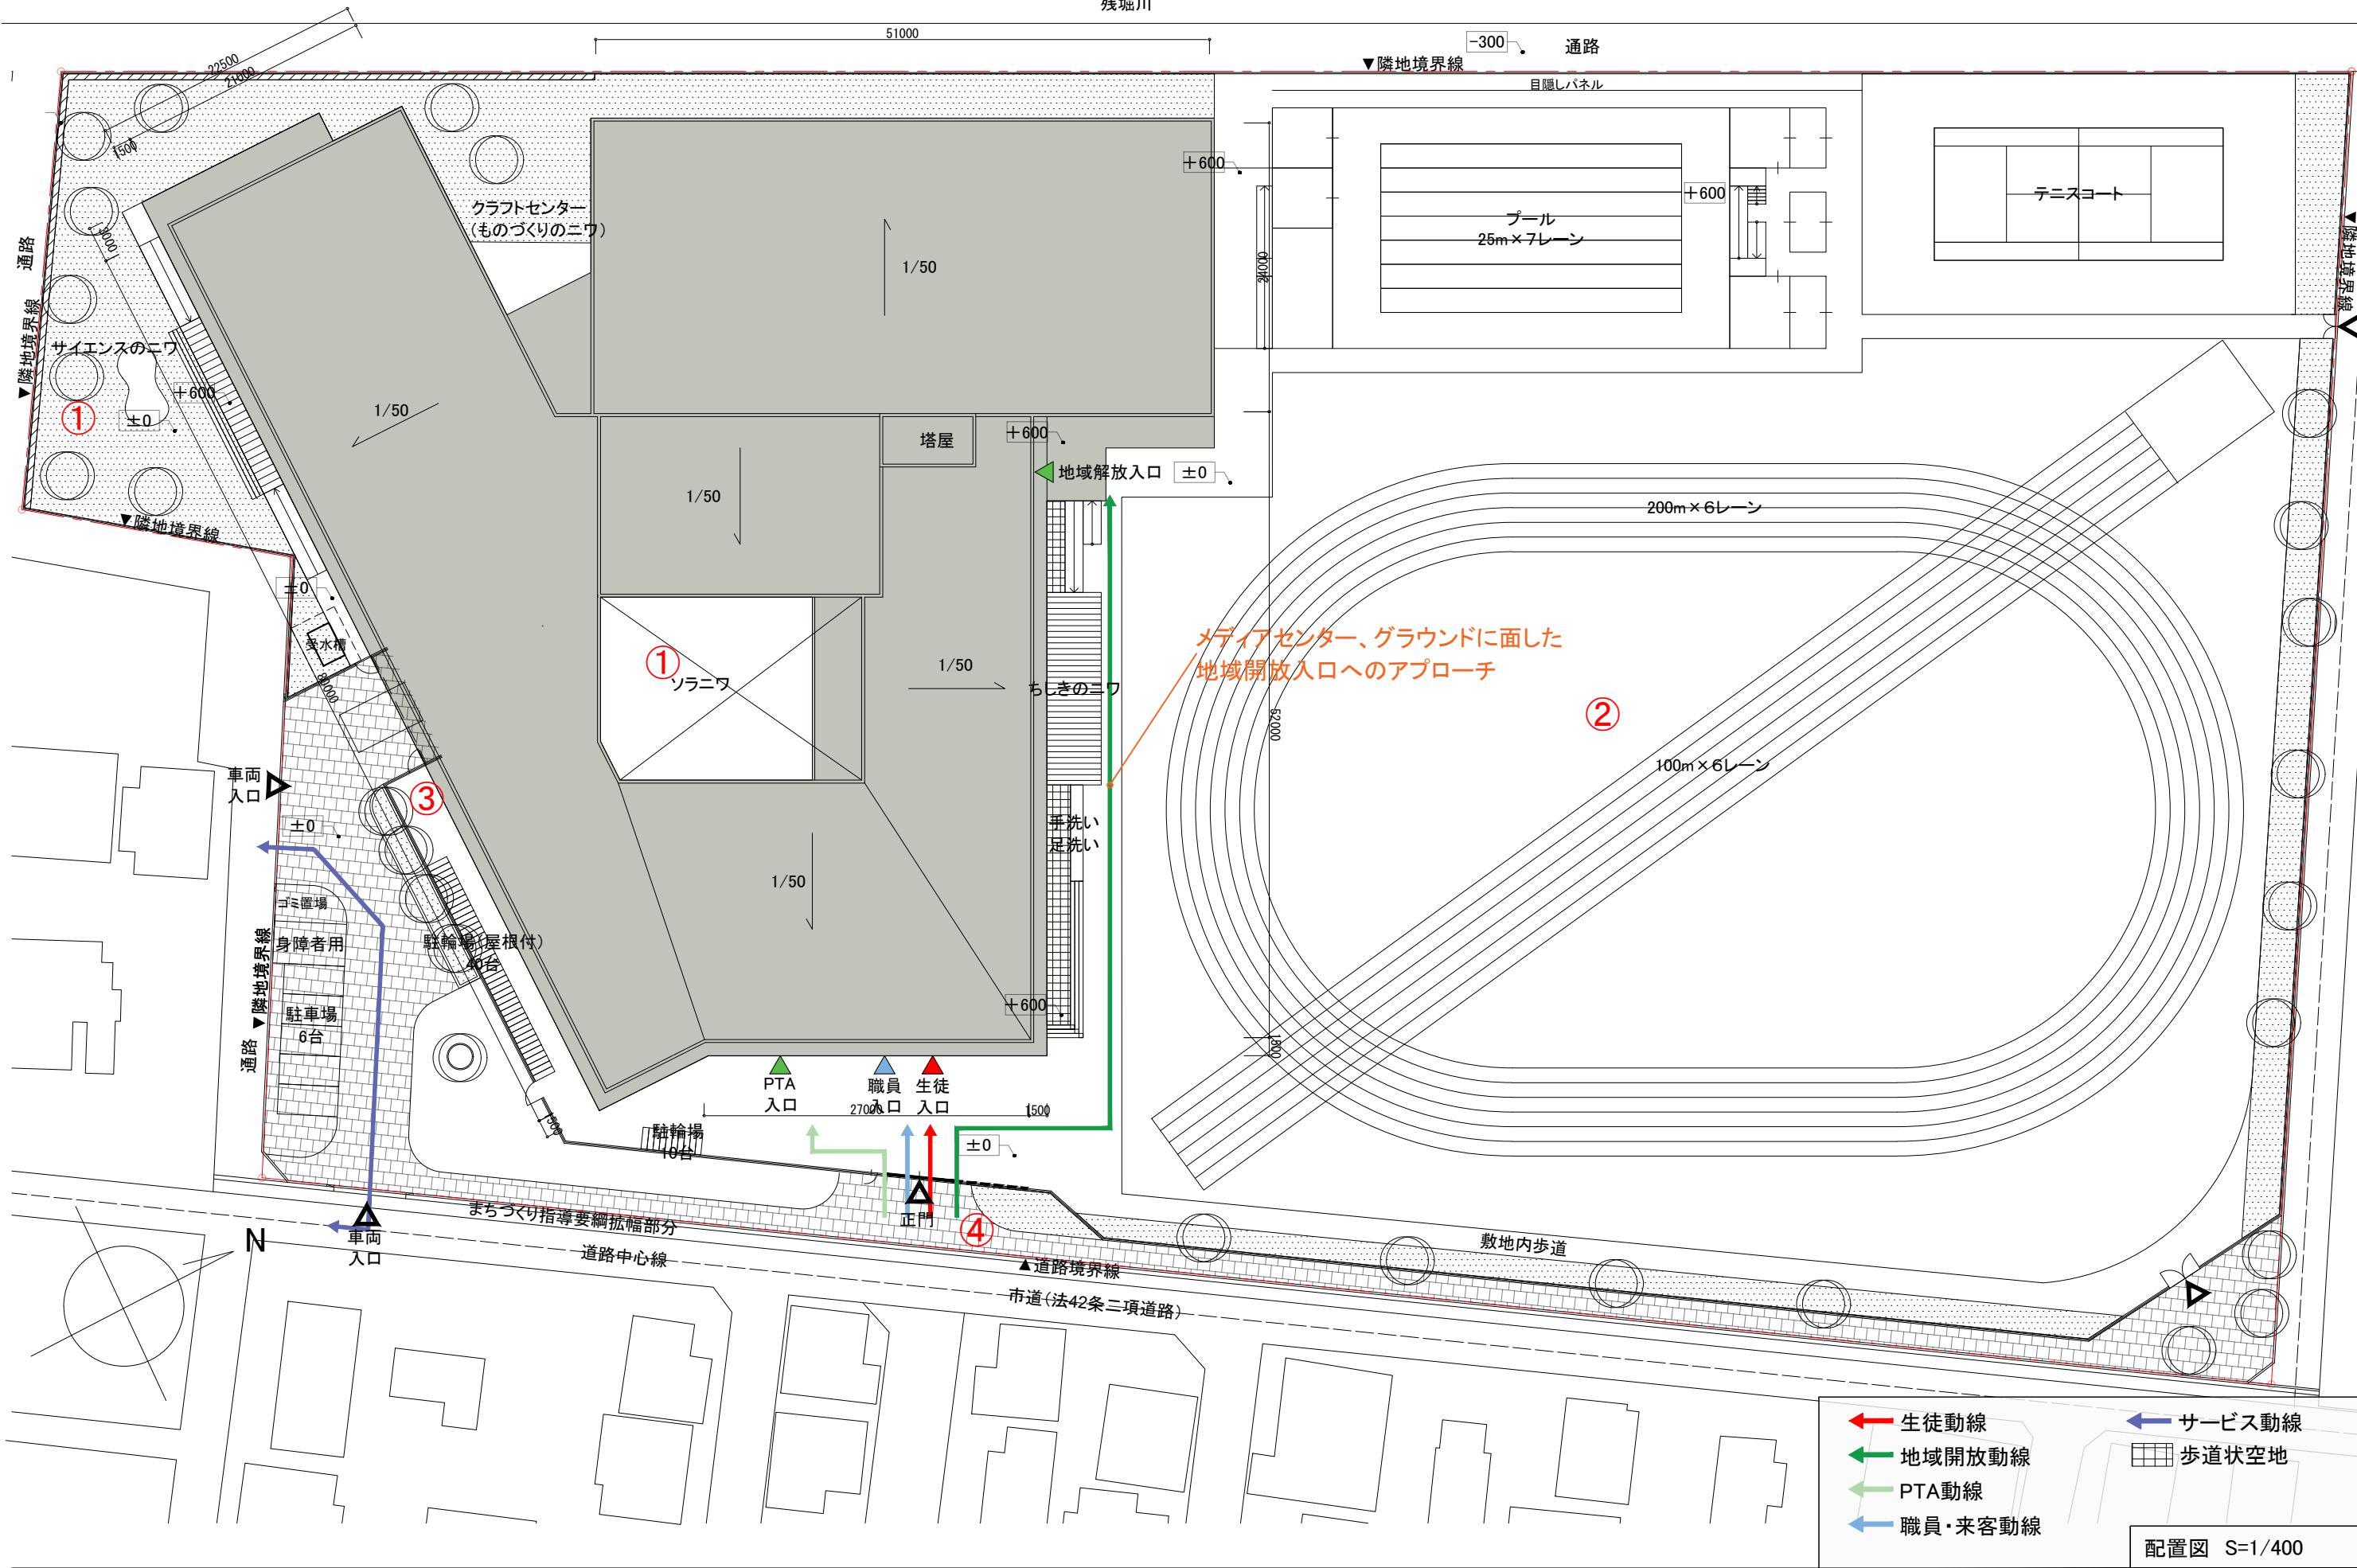 残堀川
51000
-300
通路
▼隣地境界線
目隠しパネル
22500
21000
1500
クラフトセンター
(ものづくりのニワ)
+600
+600
プール
25m×7レーン
テニスコート
▼隣地境界線
通路
3000
1/50
24000
▼隣地境界線
サイエンスのニワ
+600
①
±0
1/50
塔屋
+600
地域解放入口
±0
1/50
200m×6レーン
▼隣地境界線
±0
受水槽
メディアセンター、グラウンドに面した
地域開放入口へのアプローチ
①
ソラニワ
1/50
ちしきのニワ
80000
52000
②
100m×6レーン
車両
入口
③
±0
手洗い
足洗い
1/50
ゴミ置場
身障者用
駐輪場(屋根付)
40台
▼隣地境界線
通路
駐車場
6台
+600
1800
PTA
入口
職員
入口
生徒
入口
27000
1500
1500
駐輪場
10台
±0
正門
④
まちづくり指導要綱拡幅部分
車両
入口
N
道路中心線
▲道路境界線
敷地内歩道
市道(法42条二項道路)
生徒動線
サービス動線
地域開放動線
歩道状空地
PTA動線
職員・来客動線
配置図 S=1/400